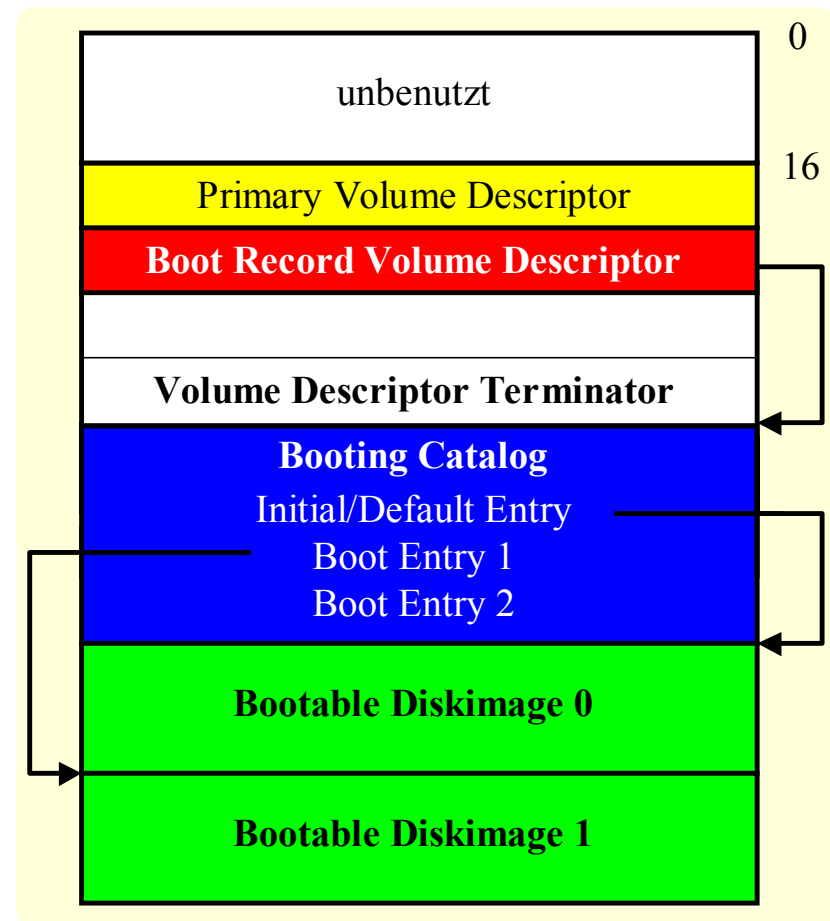 0
unbenutzt
16
Primary Volume Descriptor
Boot Record Volume Descriptor
Volume Descriptor Terminator
Booting Catalog
Initial/Default Entry
Boot Entry 1
Boot Entry 2
Bootable Diskimage 0
Bootable Diskimage 1